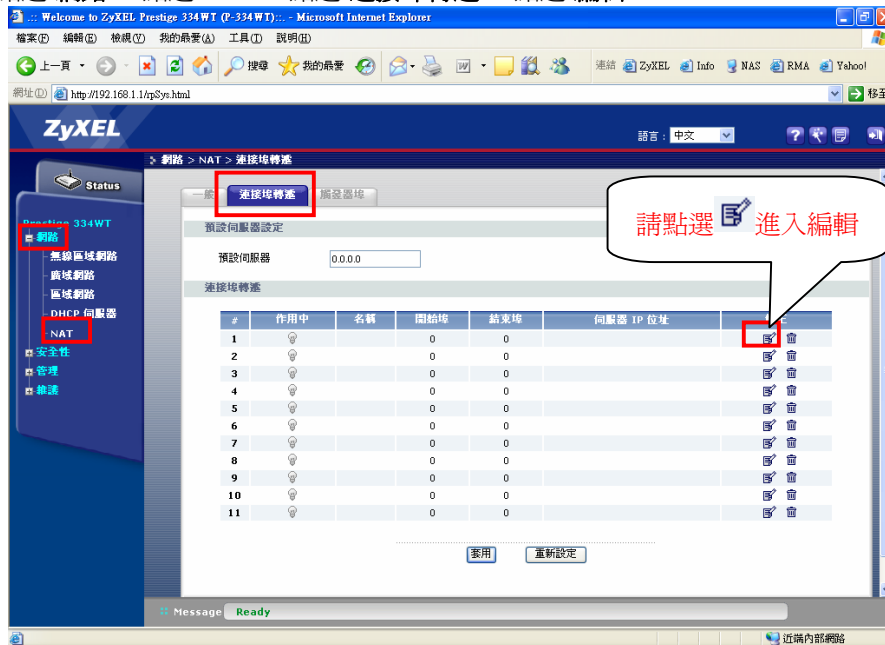 .:: Welcome to ZyXEL Prestige 334WT (P-334WT)::. - Microsoft Internet Explorer
檔案(F) 編輯(E) 檢視(V) 我的最愛(A) 工具(T) 說明(H)
上一頁 搜尋 我的最愛 連結 ZyXEL Info NAS RMA Yahoo!
網址(D) http://192.168.1.1/rpSys.html 移至
ZyXEL
語言 : 中文
網路 > NAT > 連接埠轉遞
Status
一般 連接埠轉遞 觸發器埠
請點選 進入編輯
Prestige 334WT
網路
無線區域網路
廣域網路
區域網路
DHCP 伺服器
NAT
安全性
管理
維護
預設伺服器設定
預設伺服器 0.0.0.0
連接埠轉遞
# 作用中 名稱 開始埠 結束埠 伺服器 IP 位址
1 0 0
2 0 0
3 0 0
4 0 0
5 0 0
6 0 0
7 0 0
8 0 0
9 0 0
10 0 0
11 0 0
套用 重新設定
Message Ready
近端內部網路